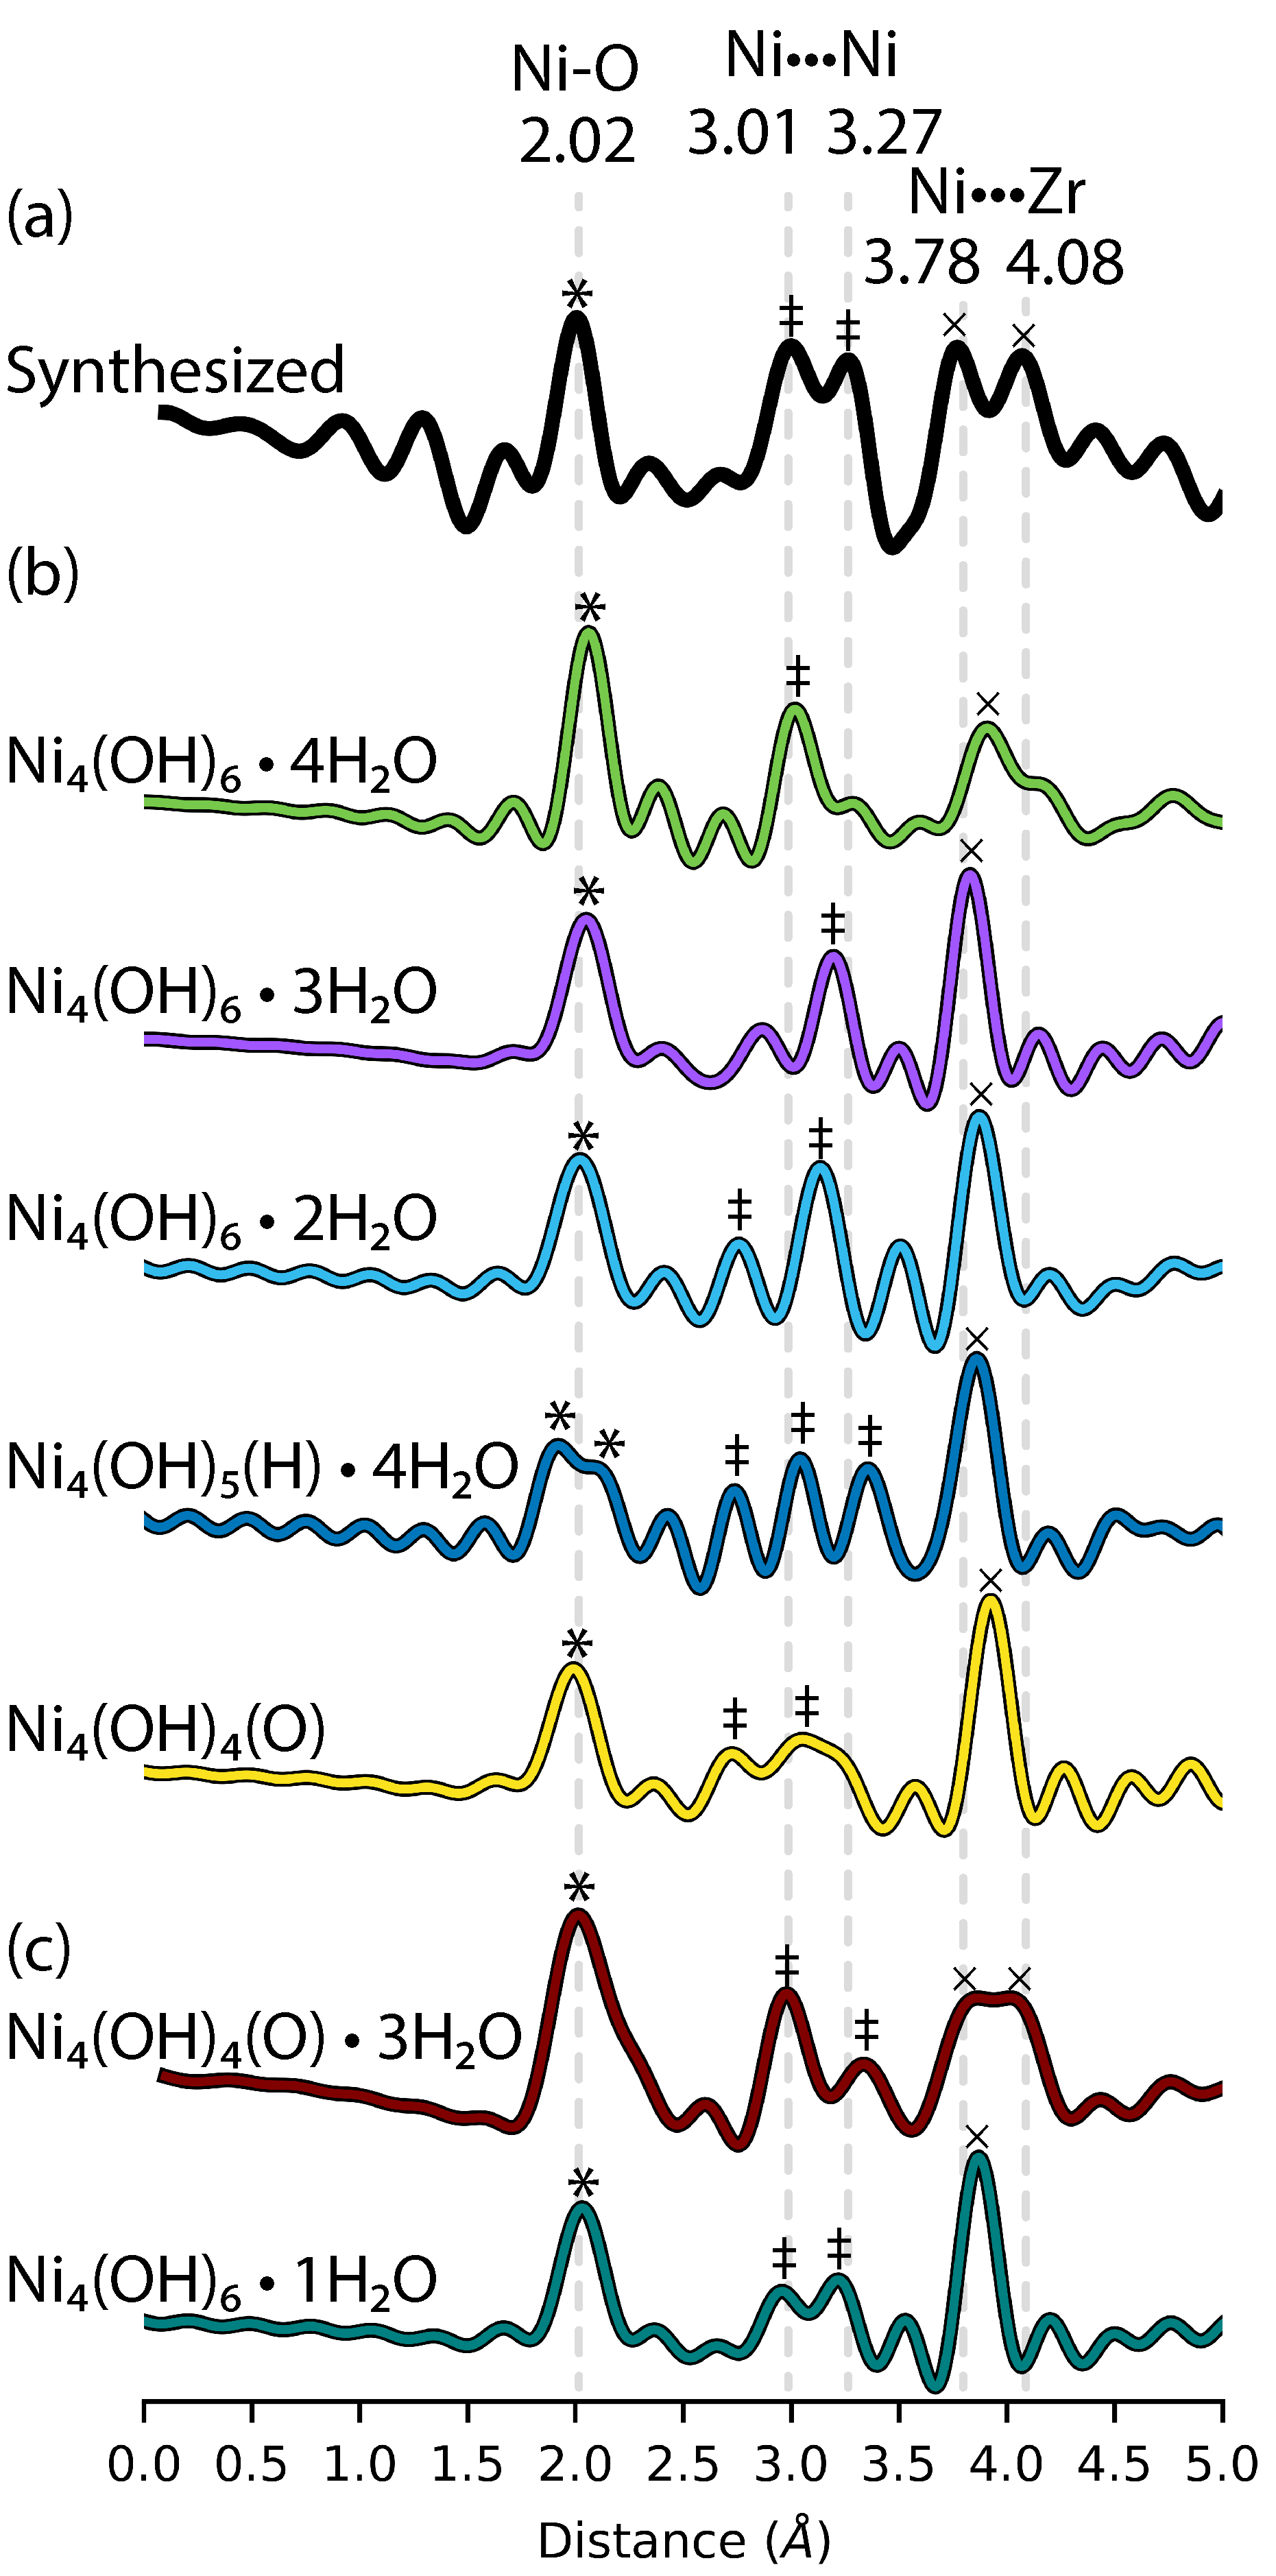 Ni-O
2.02
Ni•••Ni
3.01 3.27
Ni•••Zr
3.78 4.08
(a)
* ‡ ‡ × ×
Synthesized
(b)
* ‡ ×
Ni₄(OH)₆ • 4H₂O
* ‡ ×
Ni₄(OH)₆ • 3H₂O
* ‡ ‡ ×
Ni₄(OH)₆ • 2H₂O
* * ‡ ‡ ‡ ×
Ni₄(OH)₅(H) • 4H₂O
* ‡ ‡ ×
Ni₄(OH)₄(O)
(c)
* ‡ ‡ × ×
Ni₄(OH)₄(O) • 3H₂O
* ‡ ‡ ×
Ni₄(OH)₆ • 1H₂O
0.0 0.5 1.0 1.5 2.0 2.5 3.0 3.5 4.0 4.5 5.0
Distance (Å)